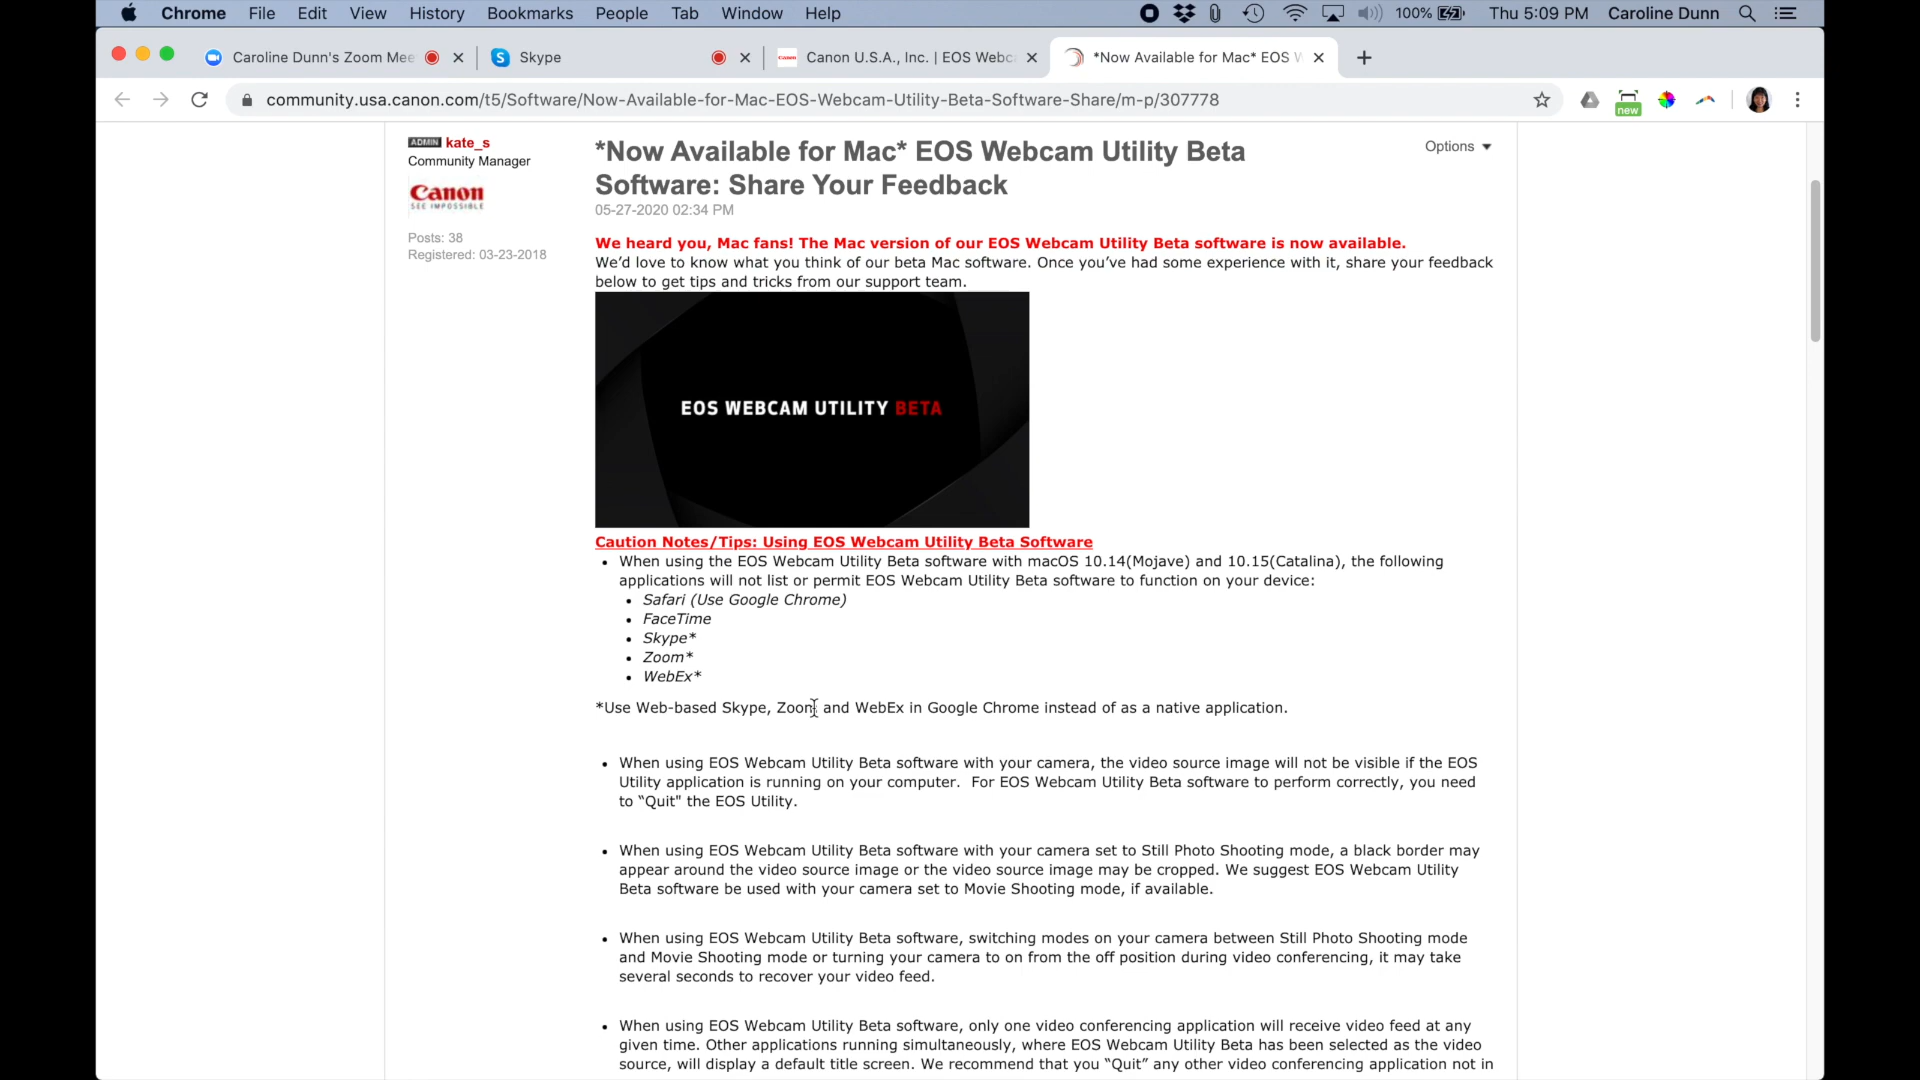 Chrome File Edit View History Bookmarks People Tab Window Help 100% Thu 5:09 PM Caroline Dunn
Caroline Dunn's Zoom Mee Skype Canon U.S.A., Inc. | EOS Webc *Now Available for Mac* EOS
community.usa.canon.com/t5/Software/Now-Available-for-Mac-EOS-Webcam-Utility-Beta-Software-Share/m-p/307778 new
ADMIN kate_s
Community Manager
Canon
SEE IMPOSSIBLE
Posts: 38
Registered: 03-23-2018
*Now Available for Mac* EOS Webcam Utility Beta
Software: Share Your Feedback
Options
05-27-2020 02:34 PM
We heard you, Mac fans! The Mac version of our EOS Webcam Utility Beta software is now available.
We'd love to know what you think of our beta Mac software. Once you've had some experience with it, share your feedback
below to get tips and tricks from our support team.
EOS WEBCAM UTILITY BETA
Caution Notes/Tips: Using EOS Webcam Utility Beta Software
• When using the EOS Webcam Utility Beta software with macOS 10.14(Mojave) and 10.15(Catalina), the following
applications will not list or permit EOS Webcam Utility Beta software to function on your device:
• Safari (Use Google Chrome)
• FaceTime
• Skype*
• Zoom*
• WebEx*
*Use Web-based Skype, Zoom and WebEx in Google Chrome instead of as a native application.
• When using EOS Webcam Utility Beta software with your camera, the video source image will not be visible if the EOS
Utility application is running on your computer.  For EOS Webcam Utility Beta software to perform correctly, you need
to “Quit" the EOS Utility.
• When using EOS Webcam Utility Beta software with your camera set to Still Photo Shooting mode, a black border may
appear around the video source image or the video source image may be cropped. We suggest EOS Webcam Utility
Beta software be used with your camera set to Movie Shooting mode, if available.
• When using EOS Webcam Utility Beta software, switching modes on your camera between Still Photo Shooting mode
and Movie Shooting mode or turning your camera to on from the off position during video conferencing, it may take
several seconds to recover your video feed.
• When using EOS Webcam Utility Beta software, only one video conferencing application will receive video feed at any
given time. Other applications running simultaneously, where EOS Webcam Utility Beta has been selected as the video
source, will display a default title screen. We recommend that you “Quit” any other video conferencing application not in